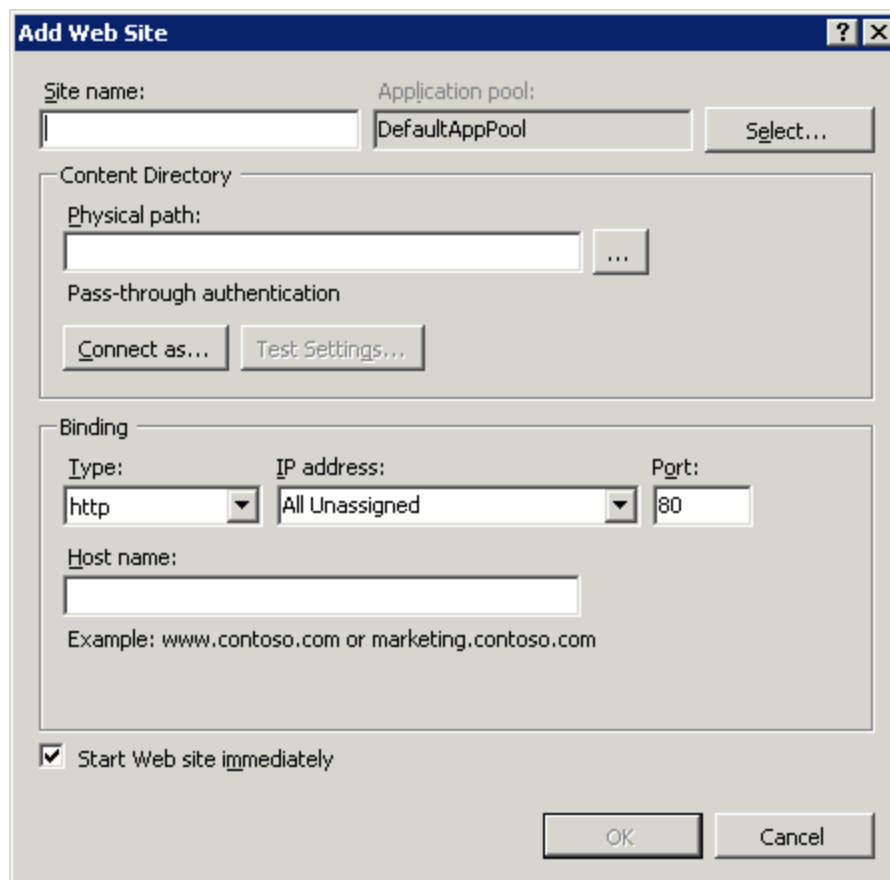 Add Web Site
Site name:
Application pool:
DefaultAppPool
Select...
Content Directory
Physical path:
...
Pass-through authentication
Connect as...
Test Settings...
Binding
Type:
IP address:
Port:
http
All Unassigned
80
Host name:
Example: www.contoso.com or marketing.contoso.com
Start Web site immediately
OK
Cancel